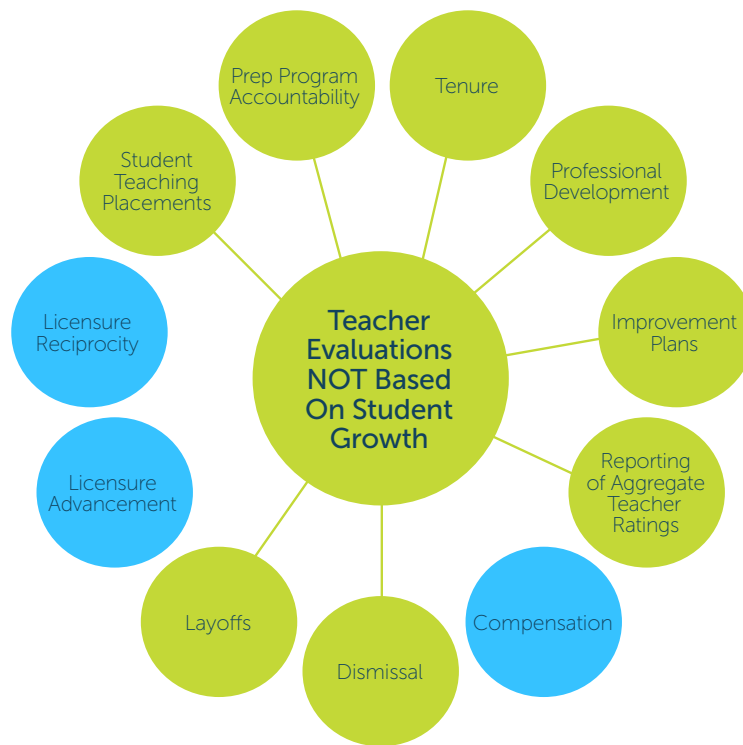 Prep Program
Accountability
Tenure
Student
Teaching
Placements
Professional
Development
Licensure
Reciprocity
Teacher
Evaluations
NOT Based
On Student
Growth
Improvement
Plans
Licensure
Advancement
Reporting
of Aggregate
Teacher
Ratings
Layoffs
Compensation
Dismissal